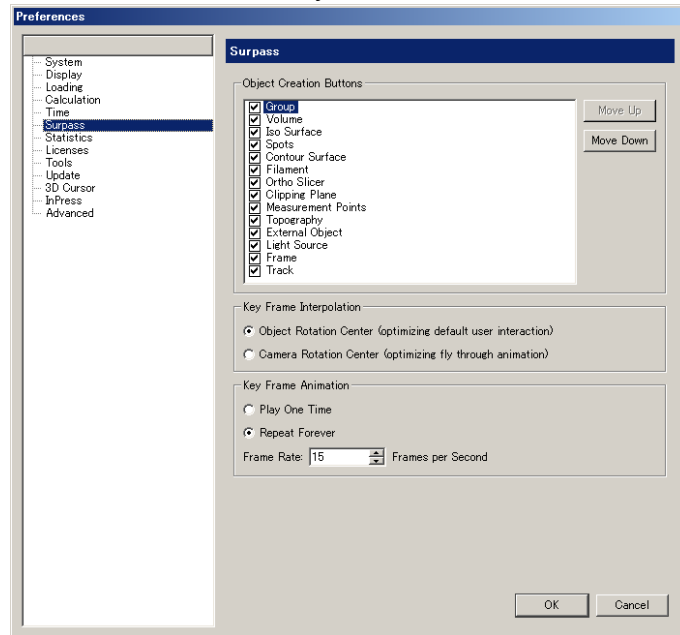 Preferences
System
Display
Loading
Calculation
Time
Surpass
Statistics
Licenses
Tools
Update
3D Cursor
InPress
Advanced
Surpass
Object Creation Buttons
Group
Volume
Iso Surface
Spots
Contour Surface
Filament
Ortho Slicer
Clipping Plane
Measurement Points
Topography
External Object
Light Source
Frame
Track
Move Up
Move Down
Key Frame Interpolation
Object Rotation Center (optimizing default user interaction)
Camera Rotation Center (optimizing fly through animation)
Key Frame Animation
Play One Time
Repeat Forever
Frame Rate: 15 Frames per Second
OK Cancel